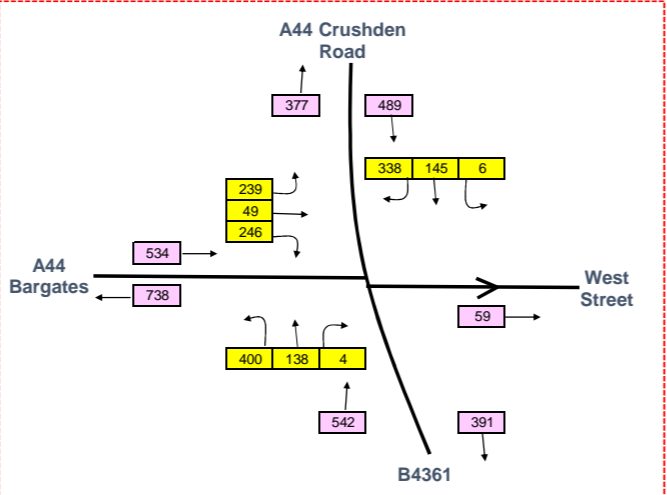 A44 Crushden
Road
377
489
338 145 6
239
49
246
534
A44
Bargates
738
West
Street
59
400 138 4
542
391
B4361